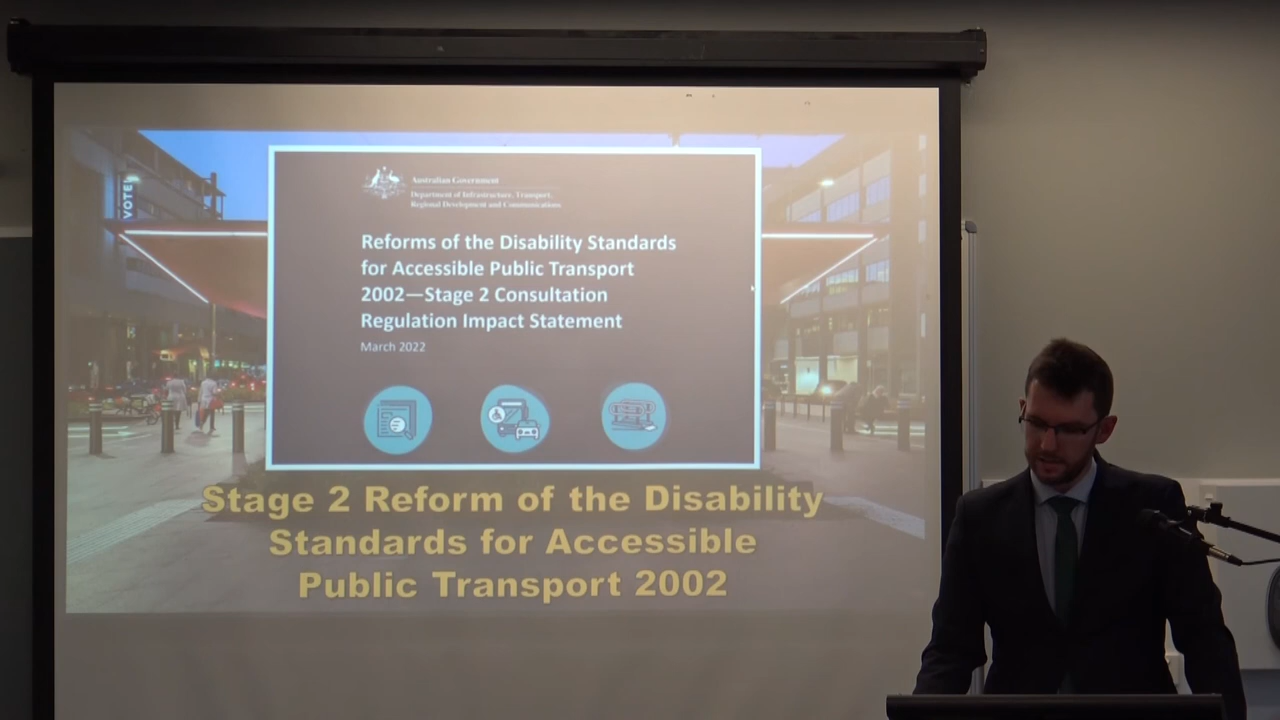 VOTE
Australian Government
Department of Infrastructure, Transport,
Regional Development and Communications
Reforms of the Disability Standards
for Accessible Public Transport
2002—Stage 2 Consultation
Regulation Impact Statement
March 2022
Stage 2 Reform of the Disability
Standards for Accessible
Public Transport 2002